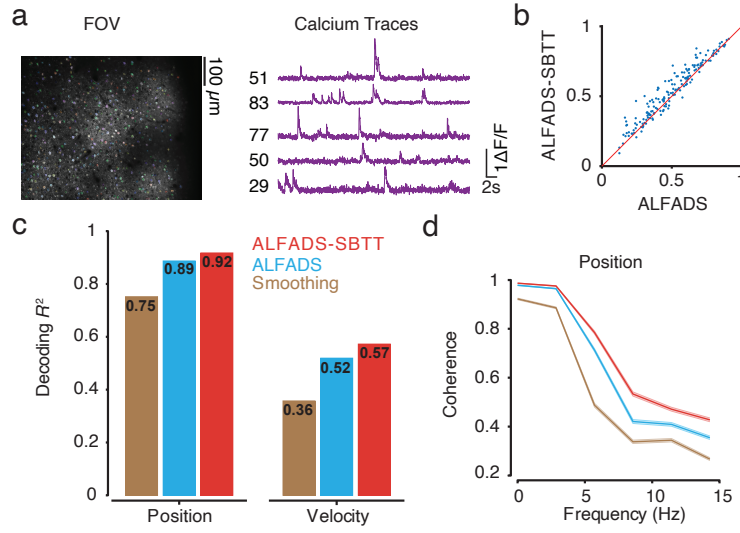 a
FOV
100 µm
Calcium Traces
51
83
77
50
29
1ΔF/F
2s
b
ALFADS-SBTT
1
0.5
0
0
0.5
1
ALFADS
c
ALFADS-SBTT
ALFADS
Smoothing
Decoding R²
1
0.8
0.6
0.4
0.2
0
0.75
0.89
0.92
0.36
0.52
0.57
Position
Velocity
d
Position
Coherence
1
0.8
0.6
0.4
0.2
0
5
10
15
Frequency (Hz)